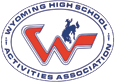 WYOMING HIGH SCHOOL
W
ACTIVITIES ASSOCIATION